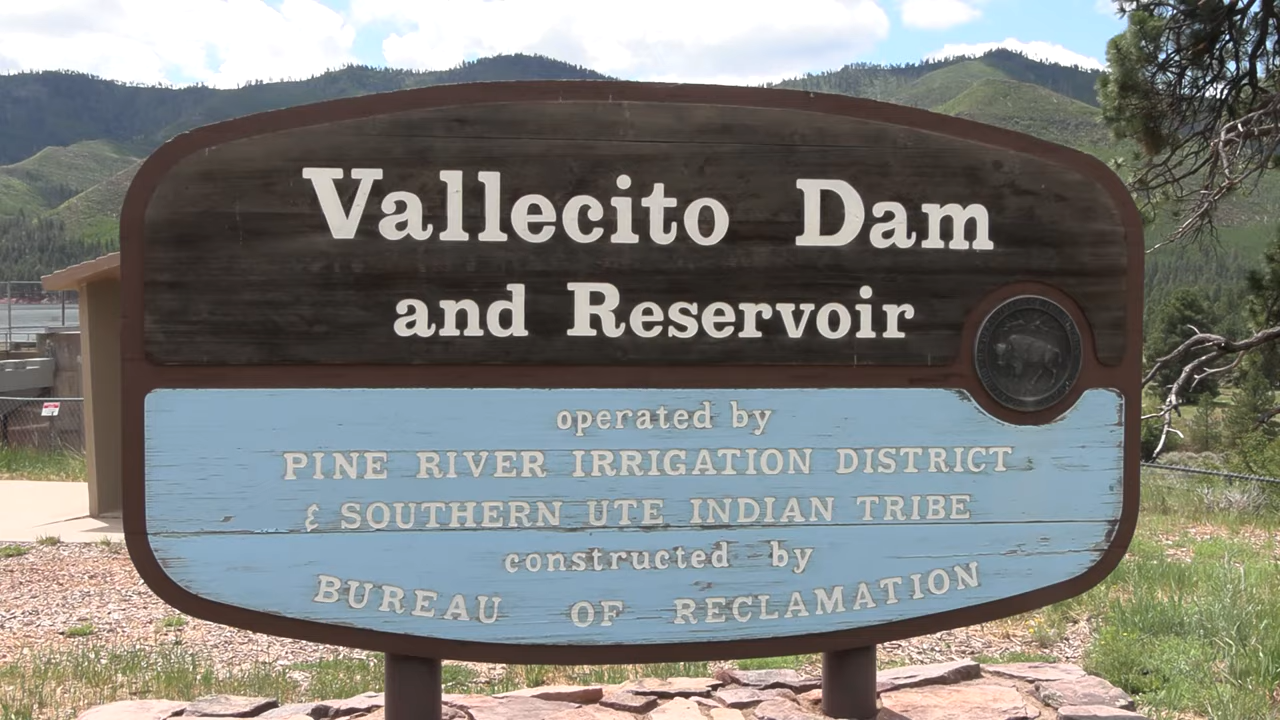 Vallecito Dam
and Reservoir
operated by
PINE RIVER IRRIGATION DISTRICT
& SOUTHERN UTE INDIAN TRIBE
constructed by
BUREAU OF RECLAMATION